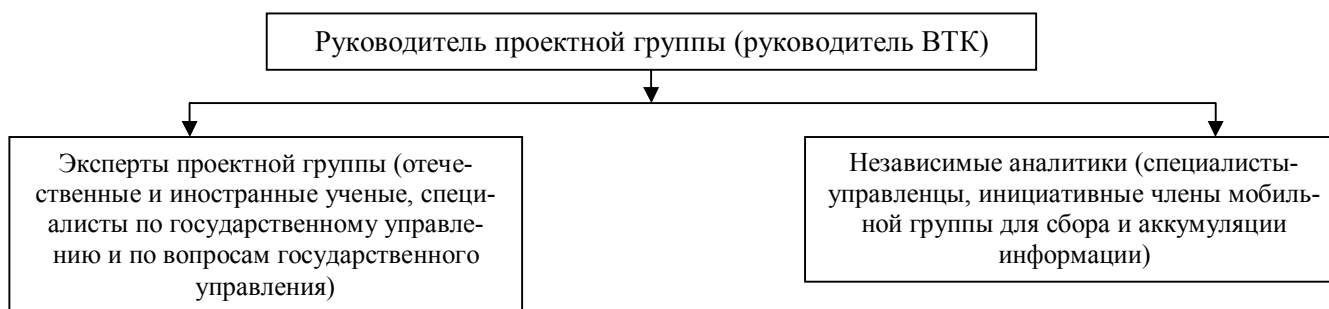 Руководитель проектной группы (руководитель ВТК)
Эксперты проектной группы (отече-
ственные и иностранные ученые, специ-
алисты по государственному управле-
нию и по вопросам государственного
управления)
Независимые аналитики (специалисты-
управленцы, инициативные члены мобиль-
ной группы для сбора и аккумуляции
информации)